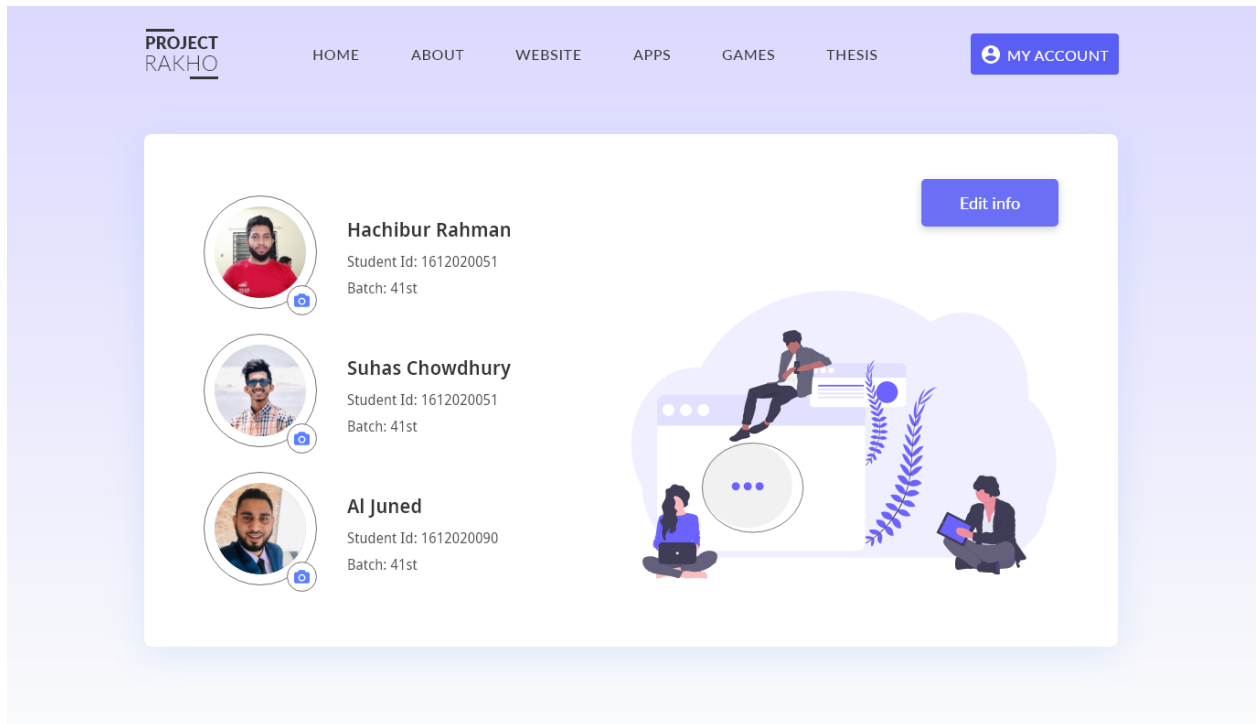 PROJECT
RAKHO
HOME
ABOUT
WEBSITE
APPS
GAMES
THESIS
MY ACCOUNT
Edit info
Hachibur Rahman
Student Id: 1612020051
Batch: 41st
Suhas Chowdhury
Student Id: 1612020051
Batch: 41st
Al Juned
Student Id: 1612020090
Batch: 41st